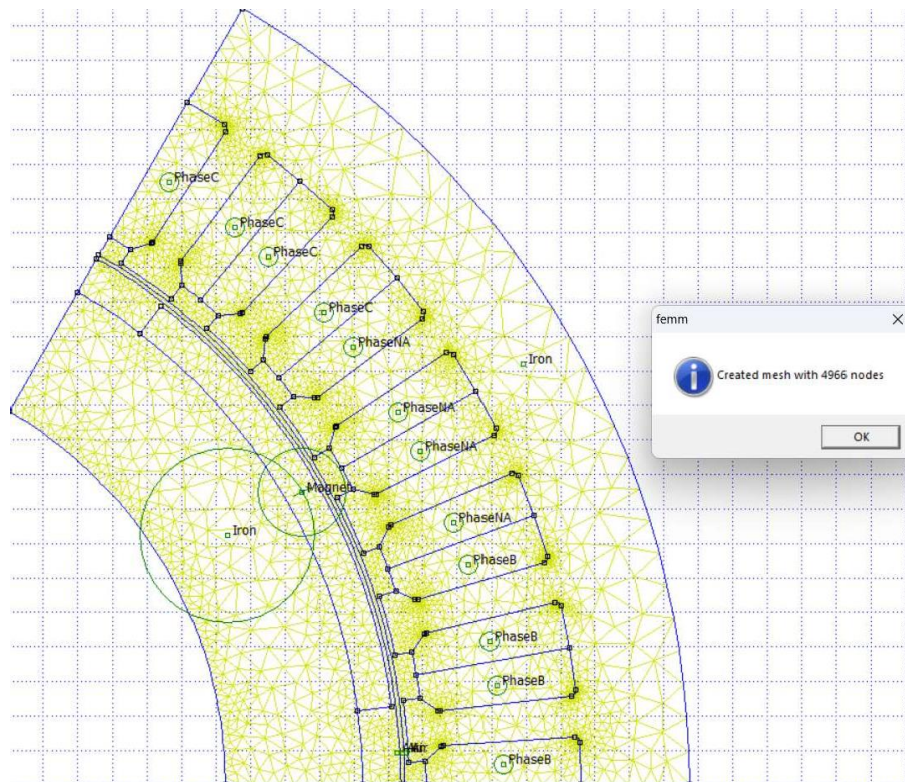 PhaseC
PhaseC
PhaseC
PhaseC
PhaseNA
PhaseNA
PhaseNA
PhaseNA
PhaseB
PhaseB
PhaseB
PhaseB
Iron
Magnet
Iron
femm
Created mesh with 4966 nodes
OK